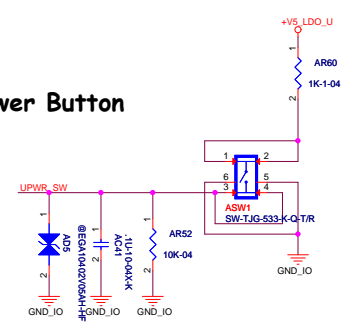 +V5_LDO_U
1
AR60
1K-1-04
2
wer Button
1
2
6
5
3
4
UPWR_SW
ASW1
SW-TJG-533-K-Q-T/R
1
AD5
@EGA10402V05AH-HF
2
1
.1U-10-04X-K
AC41
2
1
AR52
10K-04
2
GND_IO
GND_IO
GND_IO
GND_IO